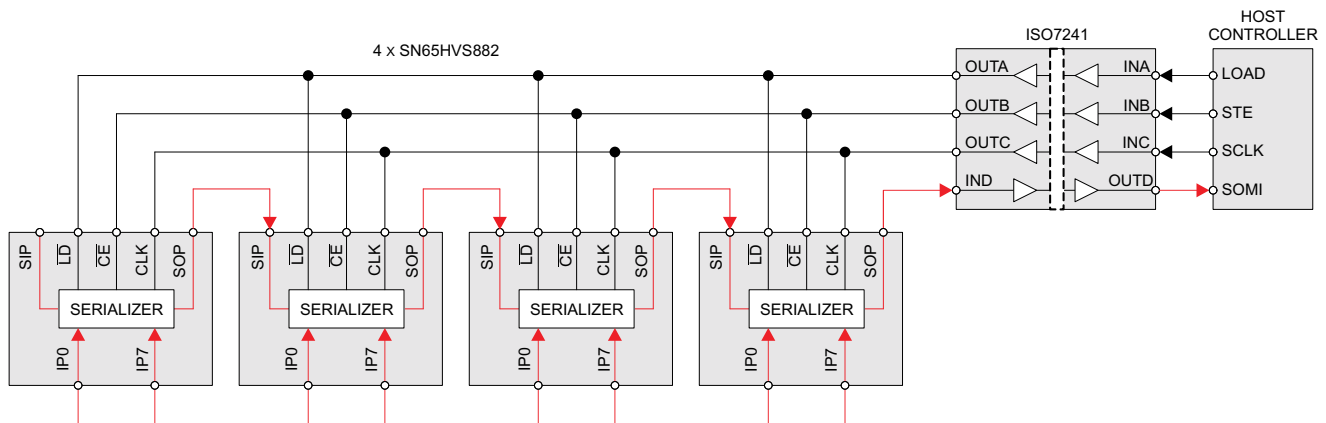 HOST
CONTROLLER
ISO7241
4 x SN65HVS882
OUTA
INA
LOAD
OUTB
INB
STE
OUTC
INC
SCLK
IND
OUTD
SOMI
SIP
LD
CE
CLK
SOP
SERIALIZER
IP0
IP7
SIP
LD
CE
CLK
SOP
SERIALIZER
IP0
IP7
SIP
LD
CE
CLK
SOP
SERIALIZER
IP0
IP7
SIP
LD
CE
CLK
SOP
SERIALIZER
IP0
IP7